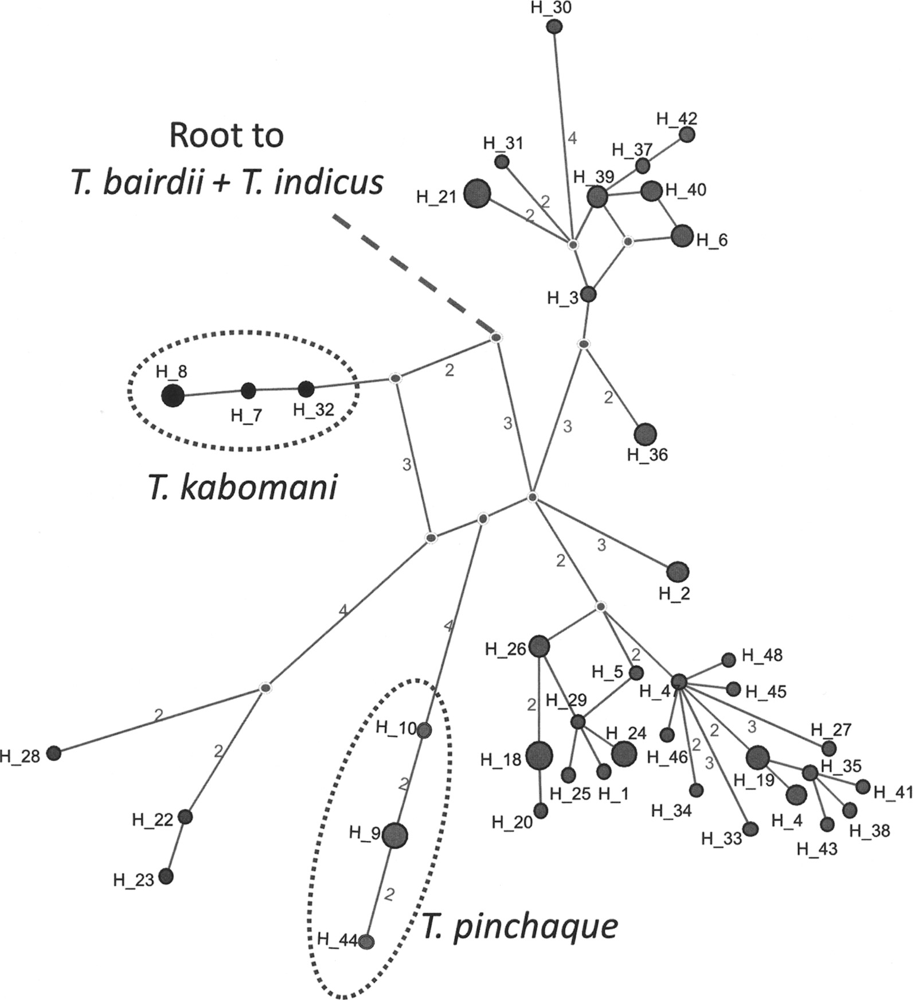 H_30
H_42
H_31
H_37
Root to
T. bairdii + T. indicus
4
H_39
H_40
H_21
2
2
H_6
H_3
H_8
2
H_7
H_32
2
3
3
H_36
3
T. kabomani
3
2
H_2
4
4
H_26
2
H_48
H_5
H_47
H_45
2
H_29
2
H_10
H_24
2
3
H_27
H_28
2
H_18
H_46
2
3
H_35
H_19
2
H_25
H_1
H_41
H_34
H_4
H_22
H_20
H_38
H_9
H_33
H_43
H_23
2
T. pinchaque
H_44